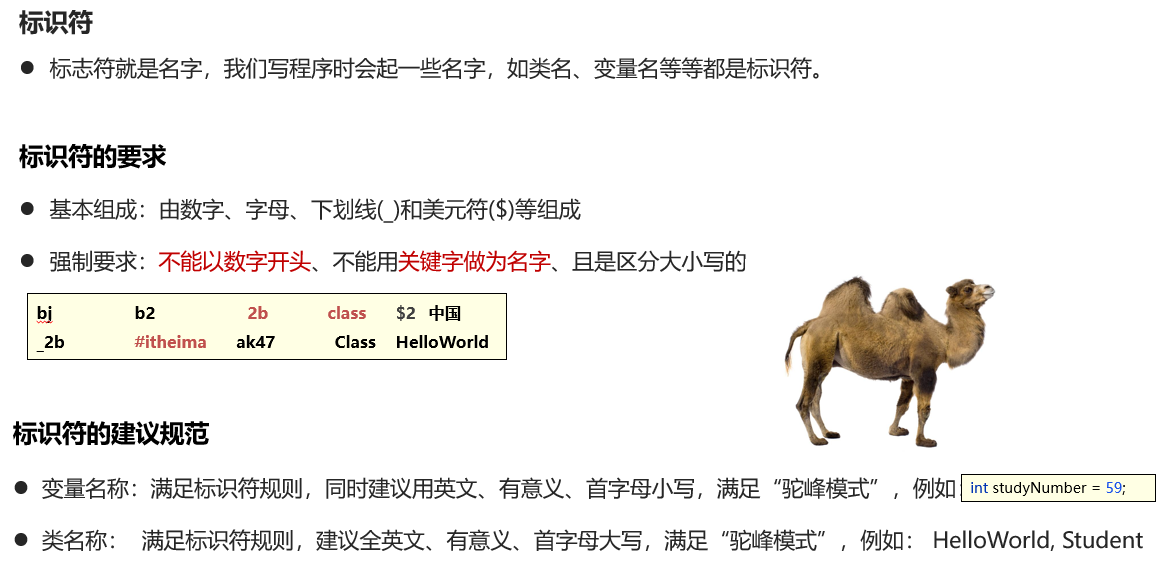 标识符
● 标志符就是名字，我们写程序时会起一些名字，如类名、变量名等等都是标识符。
标识符的要求
● 基本组成：由数字、字母、下划线(_)和美元符($)等组成
● 强制要求：不能以数字开头、不能用关键字做为名字、且是区分大小写的
bj b2 2b class $2 中国
_2b #itheima ak47 Class HelloWorld
标识符的建议规范
● 变量名称：满足标识符规则，同时建议用英文、有意义、首字母小写，满足“驼峰模式”，例如： int studyNumber = 59;
● 类名称： 满足标识符规则，建议全英文、有意义、首字母大写，满足“驼峰模式”，例如： HelloWorld, Student